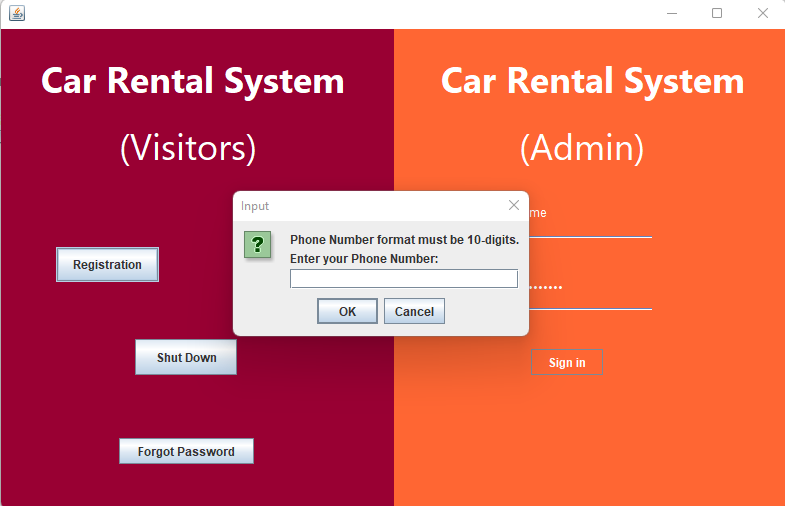 Car Rental System
(Visitors)
Registration
Shut Down
Forgot Password
Car Rental System
(Admin)
me
........
Sign in
Input
?
Phone Number format must be 10-digits.
Enter your Phone Number:
OK
Cancel